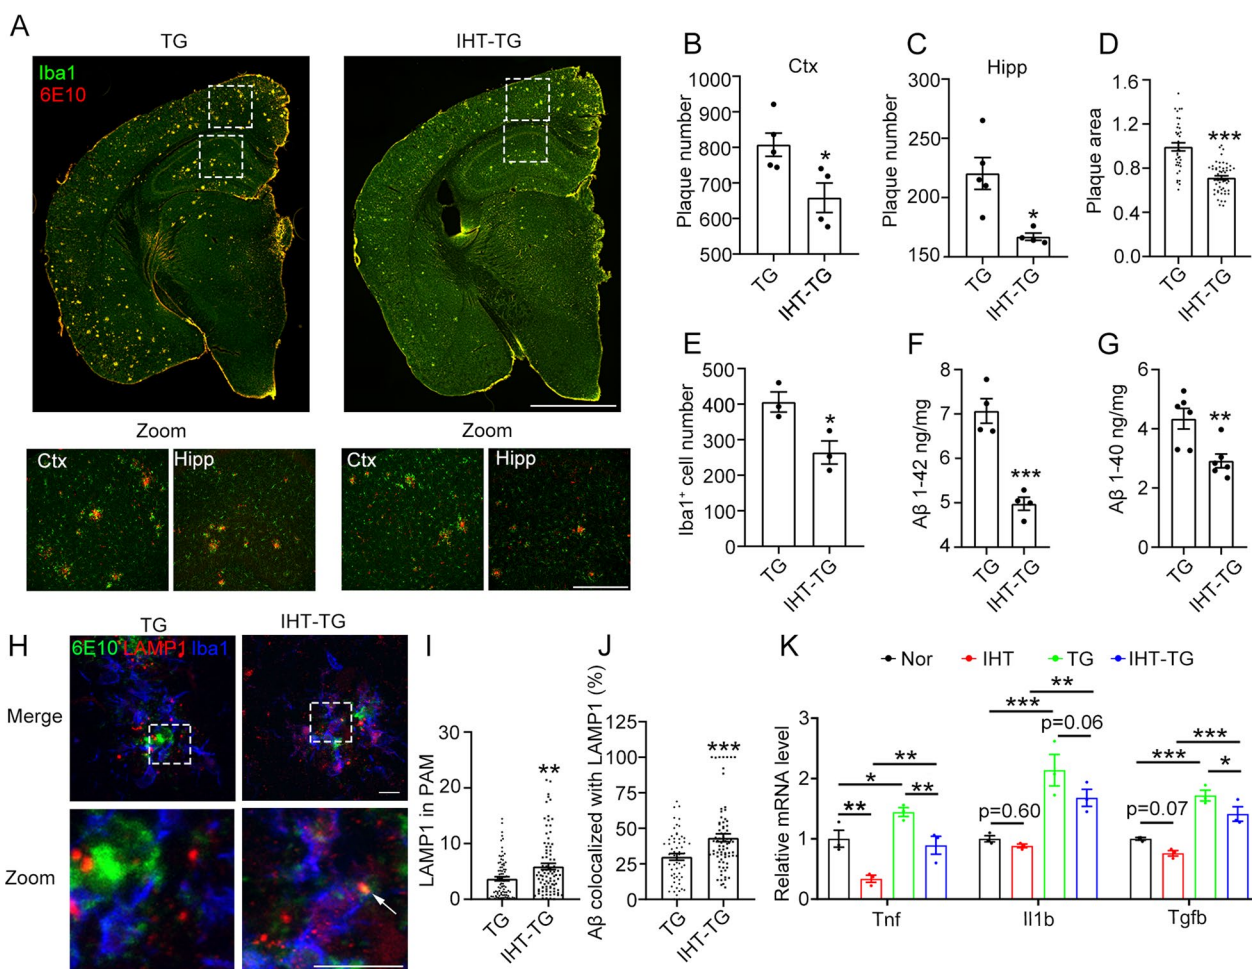 A
TG
IHT-TG
Iba1
6E10
Zoom
Zoom
Ctx
Hipp
Ctx
Hipp
B
Ctx
Plaque number
1000
900
800
700
600
500
*
TG
IHT-TG
C
Hipp
Plaque number
300
250
200
150
*
TG
IHT-TG
D
Plaque area
1.6
1.2
0.8
0.4
0.0
***
TG
IHT-TG
E
Iba1⁺ cell number
500
400
300
200
100
0
*
TG
IHT-TG
F
Aβ 1-42 ng/mg
8
7
6
5
4
***
TG
IHT-TG
G
Aβ 1-40 ng/mg
6
4
2
0
**
TG
IHT-TG
H
TG
IHT-TG
6E10 LAMP1 Iba1
Merge
Zoom
I
LAMP1 in PAM
30
20
10
0
**
TG
IHT-TG
J
Aβ colocalized with LAMP1 (%)
125
100
75
50
25
0
***
TG
IHT-TG
K
Nor IHT TG IHT-TG
Relative mRNA level
3
2
1
0
**
*
**
**
p=0.60
***
**
p=0.06
p=0.07
***
***
*
Tnf
Il1b
Tgfb